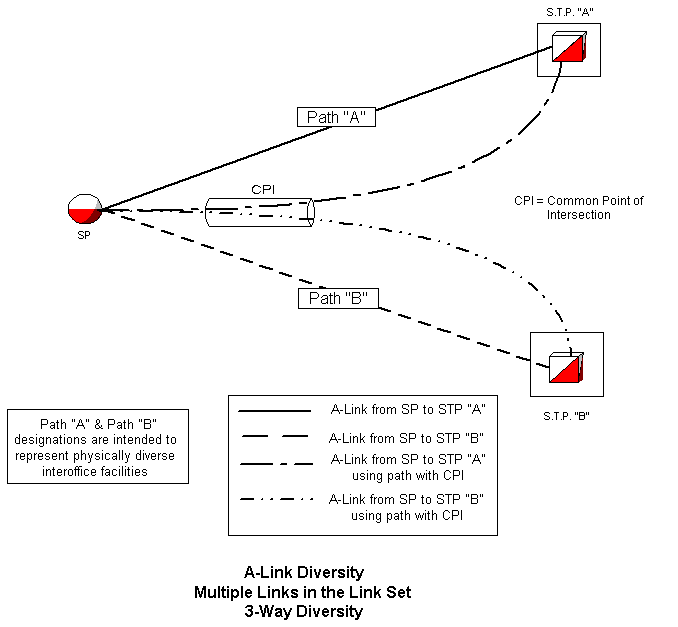 S.T.P. "A"
Path "A"
CPI
CPI = Common Point of
Intersection
SP
Path "B"
S.T.P. "B"
Path "A" & Path "B"
designations are intended to
represent physically diverse
interoffice facilities
A-Link from SP to STP "A"
A-Link from SP to STP "B"
A-Link from SP to STP "A"
using path with CPI
A-Link from SP to STP "B"
using path with CPI
A-Link Diversity
Multiple Links in the Link Set
3-Way Diversity